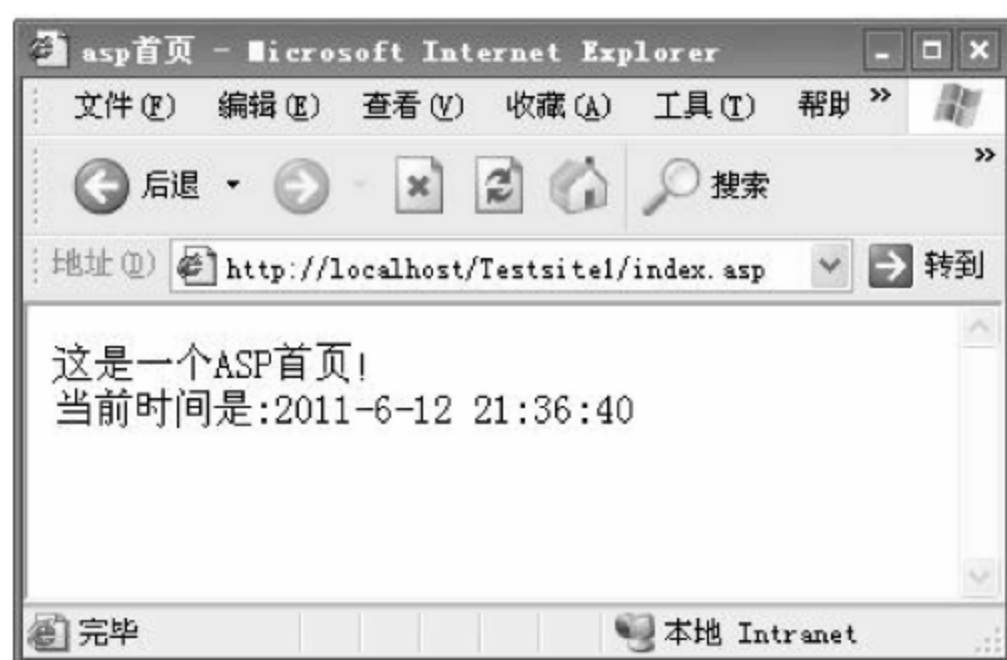 asp首页 - Microsoft Internet Explorer
文件(F) 编辑(E) 查看(V) 收藏(A) 工具(T) 帮助 »
后退 搜索 »
地址(D) http://localhost/Testsite1/index.asp 转到
这是一个ASP首页!
当前时间是:2011-6-12 21:36:40
完毕 本地 Intranet